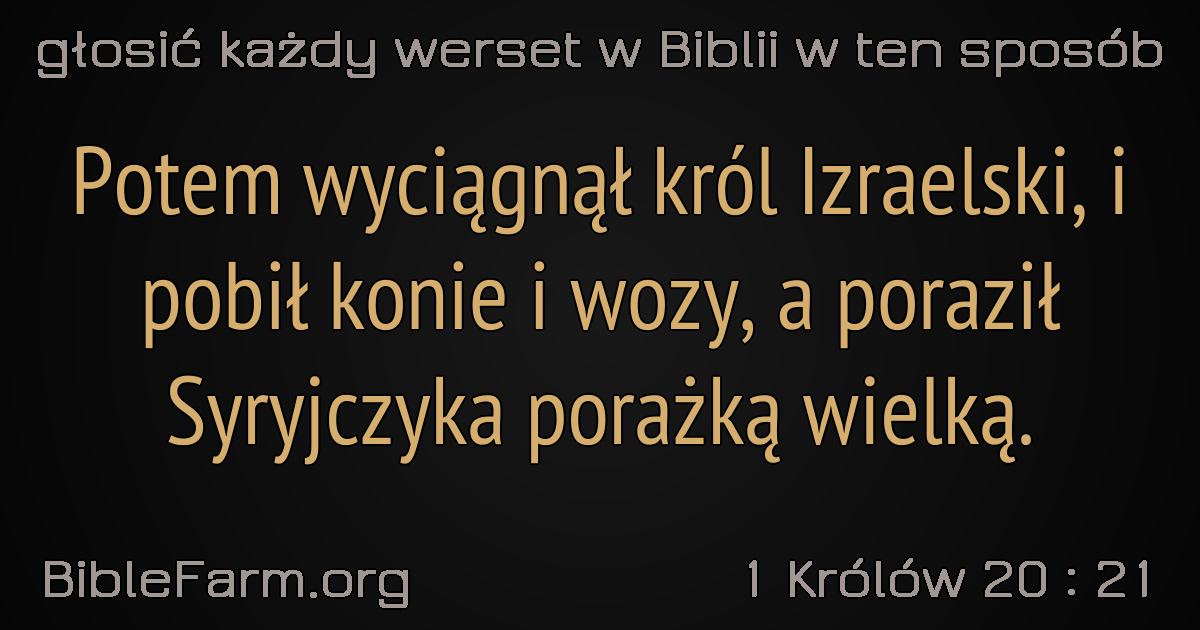 głosić każdy werset w Biblii w ten sposób
Potem wyciągnął król Izraelski, i
pobił konie i wozy, a poraził
Syryjczyka porażką wielką.
BibleFarm.org
1 Królów 20 : 21